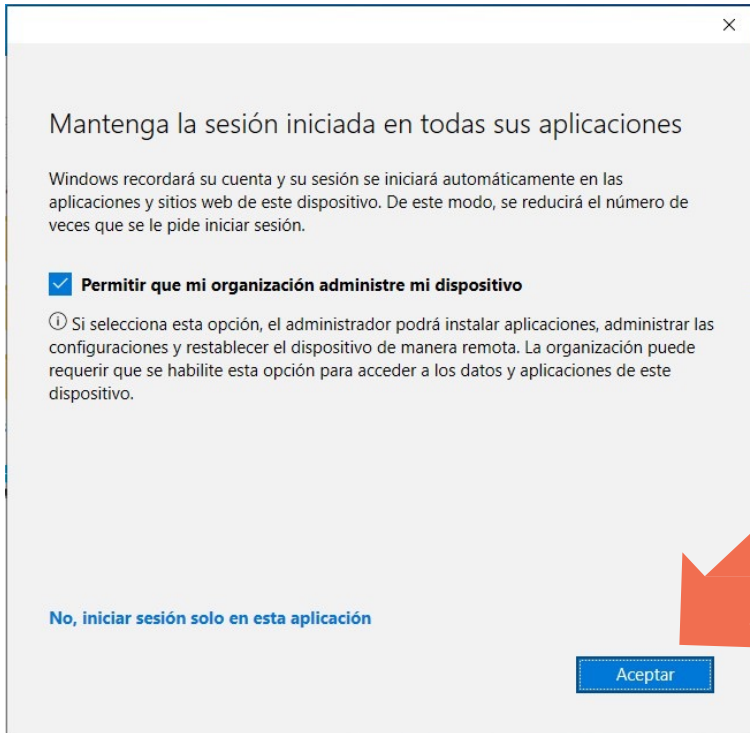 Mantenga la sesión iniciada en todas sus aplicaciones
Windows recordará su cuenta y su sesión se iniciará automáticamente en las
aplicaciones y sitios web de este dispositivo. De este modo, se reducirá el número de
veces que se le pide iniciar sesión.
Permitir que mi organización administre mi dispositivo
Si selecciona esta opción, el administrador podrá instalar aplicaciones, administrar las
configuraciones y restablecer el dispositivo de manera remota. La organización puede
requerir que se habilite esta opción para acceder a los datos y aplicaciones de este
dispositivo.
No, iniciar sesión solo en esta aplicación
Aceptar